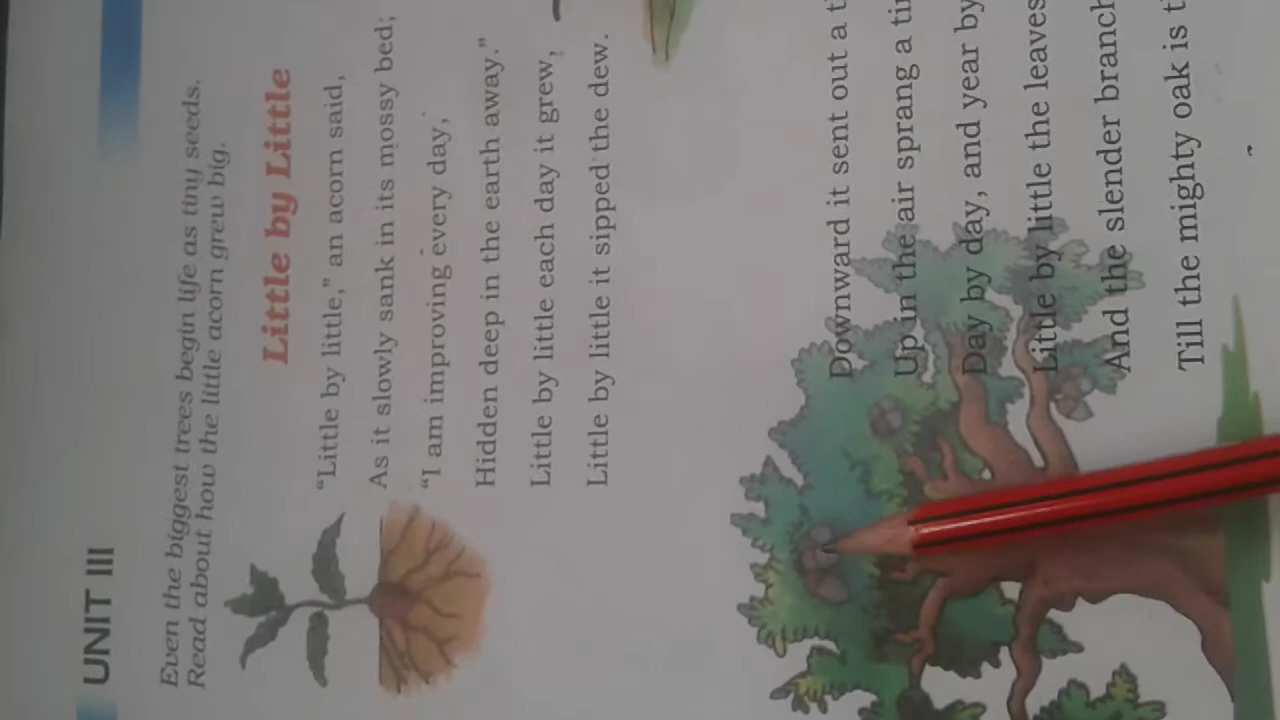 UNIT III
Even the biggest trees begin life as tiny seeds.
Read about how the little acorn grew big.
Little by Little
“Little by little,” an acorn said,
As it slowly sank in its mossy bed;
“I am improving every day,
Hidden deep in the earth away.”
Little by little each day it grew,
Little by little it sipped the dew.
Downward it sent out a
Up in the air sprang a
Day by day, and year by
Little by little the leaves
And the slender
Till the mighty oak is